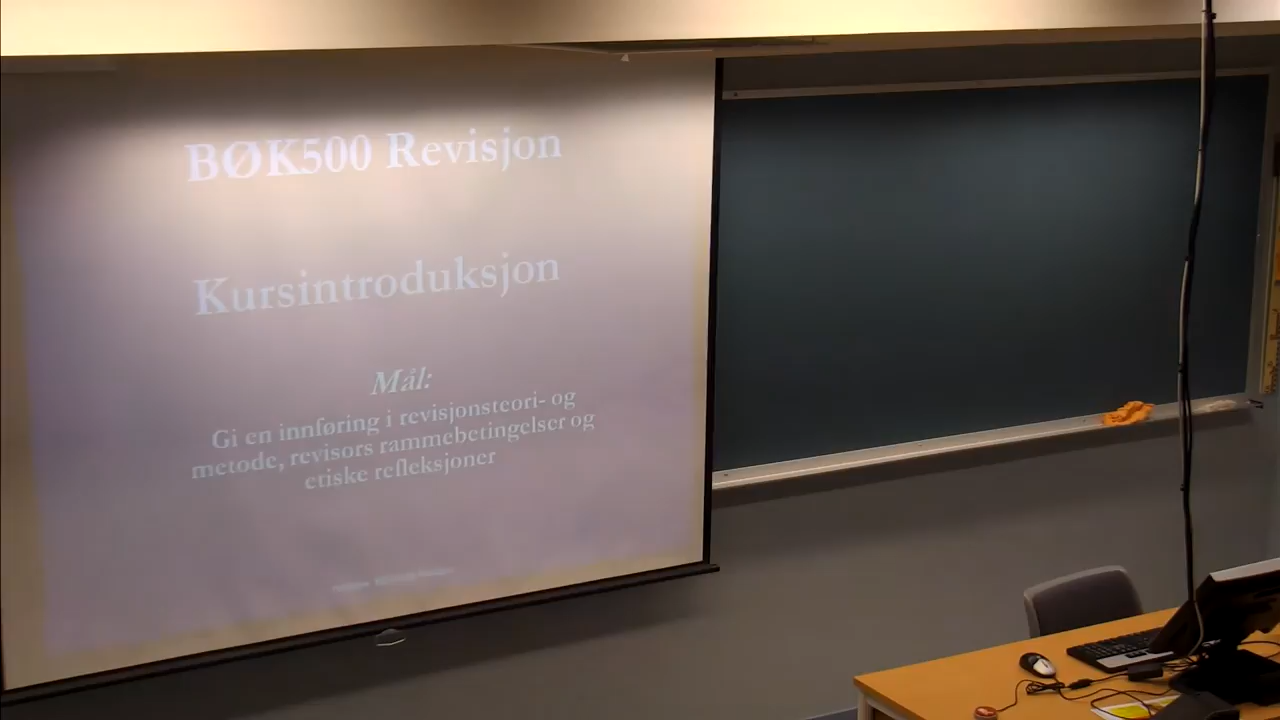 BØK500 Revisjon
Kursintroduksjon
Mål:
Gi en innføring i revisjonsteori- og
metode, revisors rammebetingelser og
etiske refleksjoner